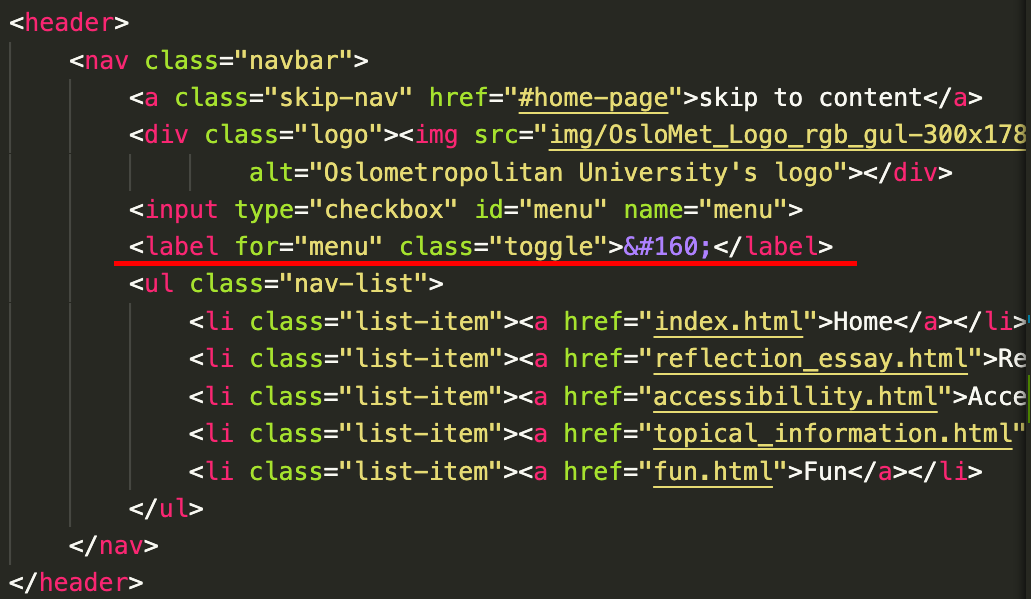 <header>
<nav class="navbar">
<a class="skip-nav" href="#home-page">skip to content</a>
<div class="logo"><img src="img/OsloMet_Logo_rgb_gul-300x178
alt="Oslometropolitan University's logo"></div>
<input type="checkbox" id="menu" name="menu">
<label for="menu" class="toggle">&#160;</label>
<ul class="nav-list">
<li class="list-item"><a href="index.html">Home</a></li>
<li class="list-item"><a href="reflection_essay.html">Re
<li class="list-item"><a href="accessibillity.html">Acce
<li class="list-item"><a href="topical_information.html"
<li class="list-item"><a href="fun.html">Fun</a></li>
</ul>
</nav>
</header>